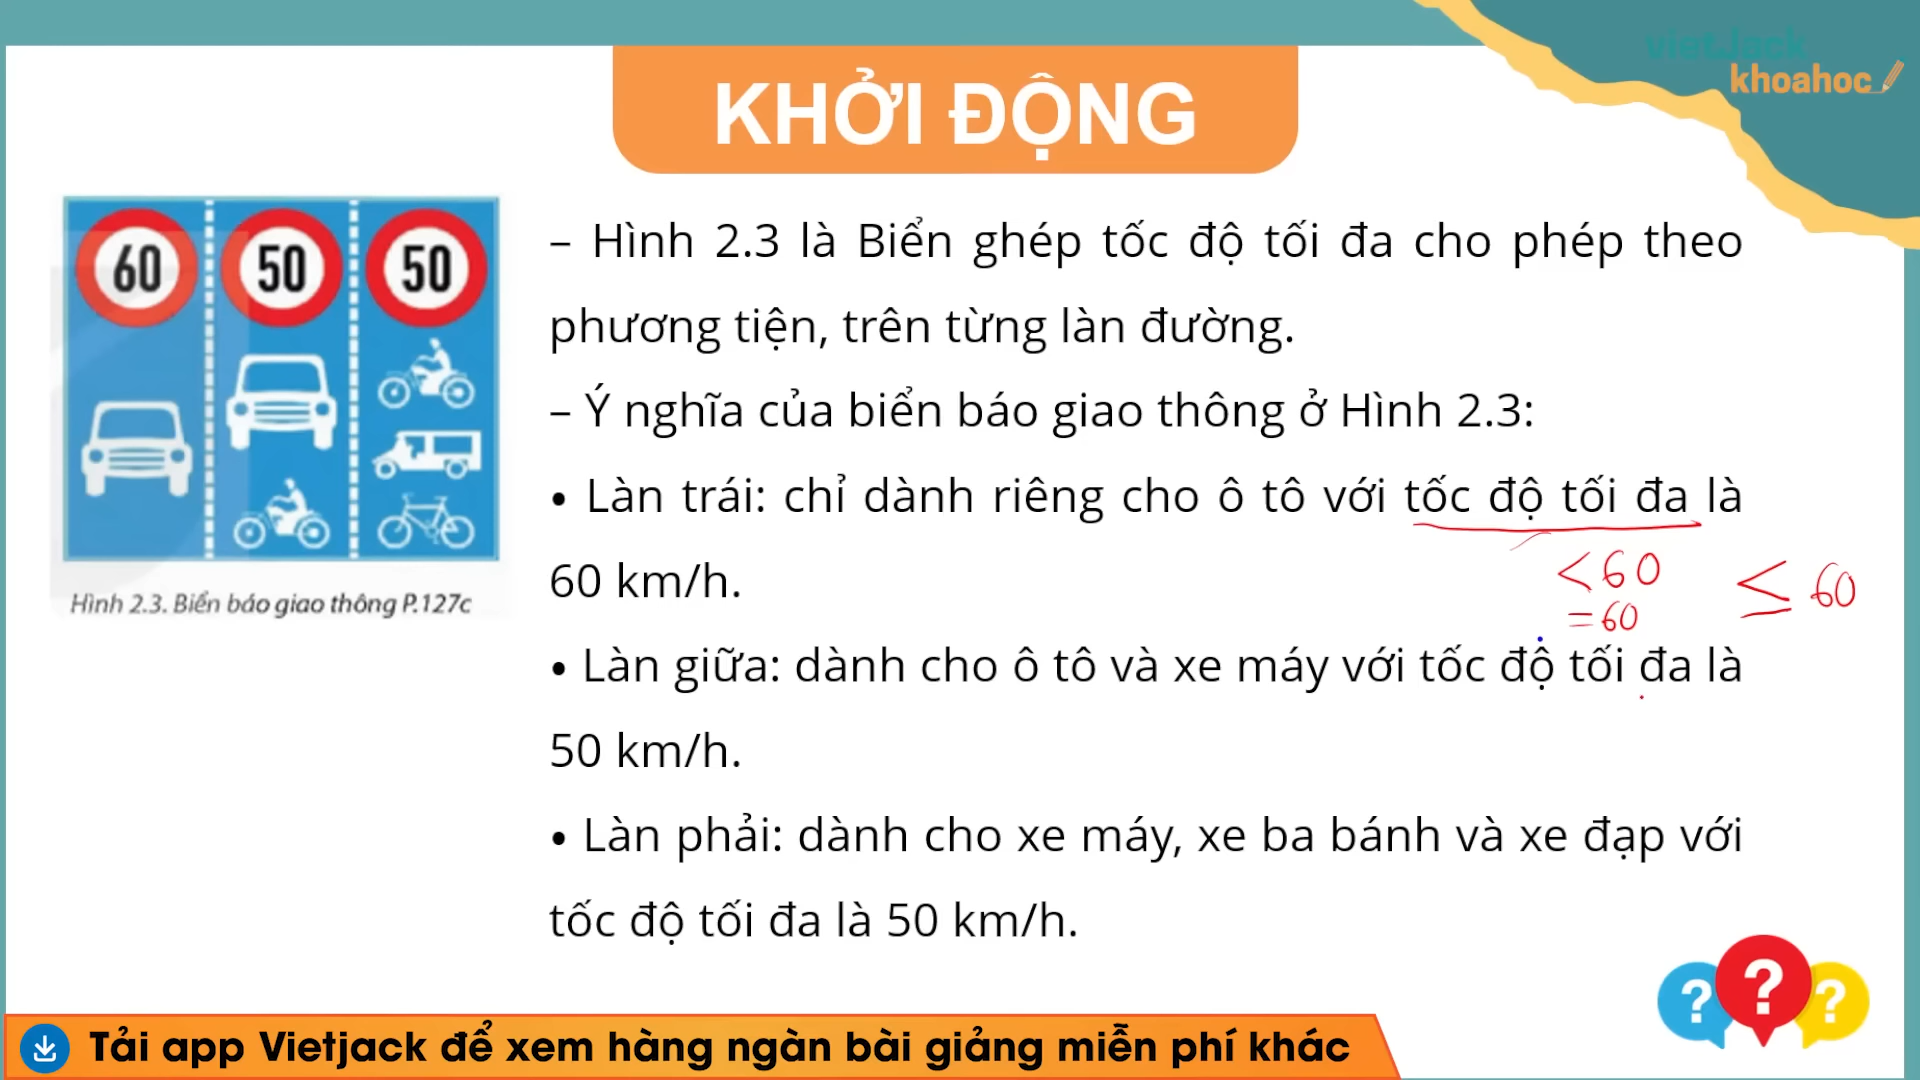 vietJack
khoahoc
KHỞI ĐỘNG
60 50 50
Hình 2.3. Biển báo giao thông P.127c
– Hình 2.3 là Biển ghép tốc độ tối đa cho phép theo
phương tiện, trên từng làn đường.
– Ý nghĩa của biển báo giao thông ở Hình 2.3:
• Làn trái: chỉ dành riêng cho ô tô với tốc độ tối đa là
60 km/h.
< 60
= 60
≤ 60
• Làn giữa: dành cho ô tô và xe máy với tốc độ tối đa là
50 km/h.
• Làn phải: dành cho xe máy, xe ba bánh và xe đạp với
tốc độ tối đa là 50 km/h.
? ? ?
Tải app Vietjack để xem hàng ngàn bài giảng miễn phí khác